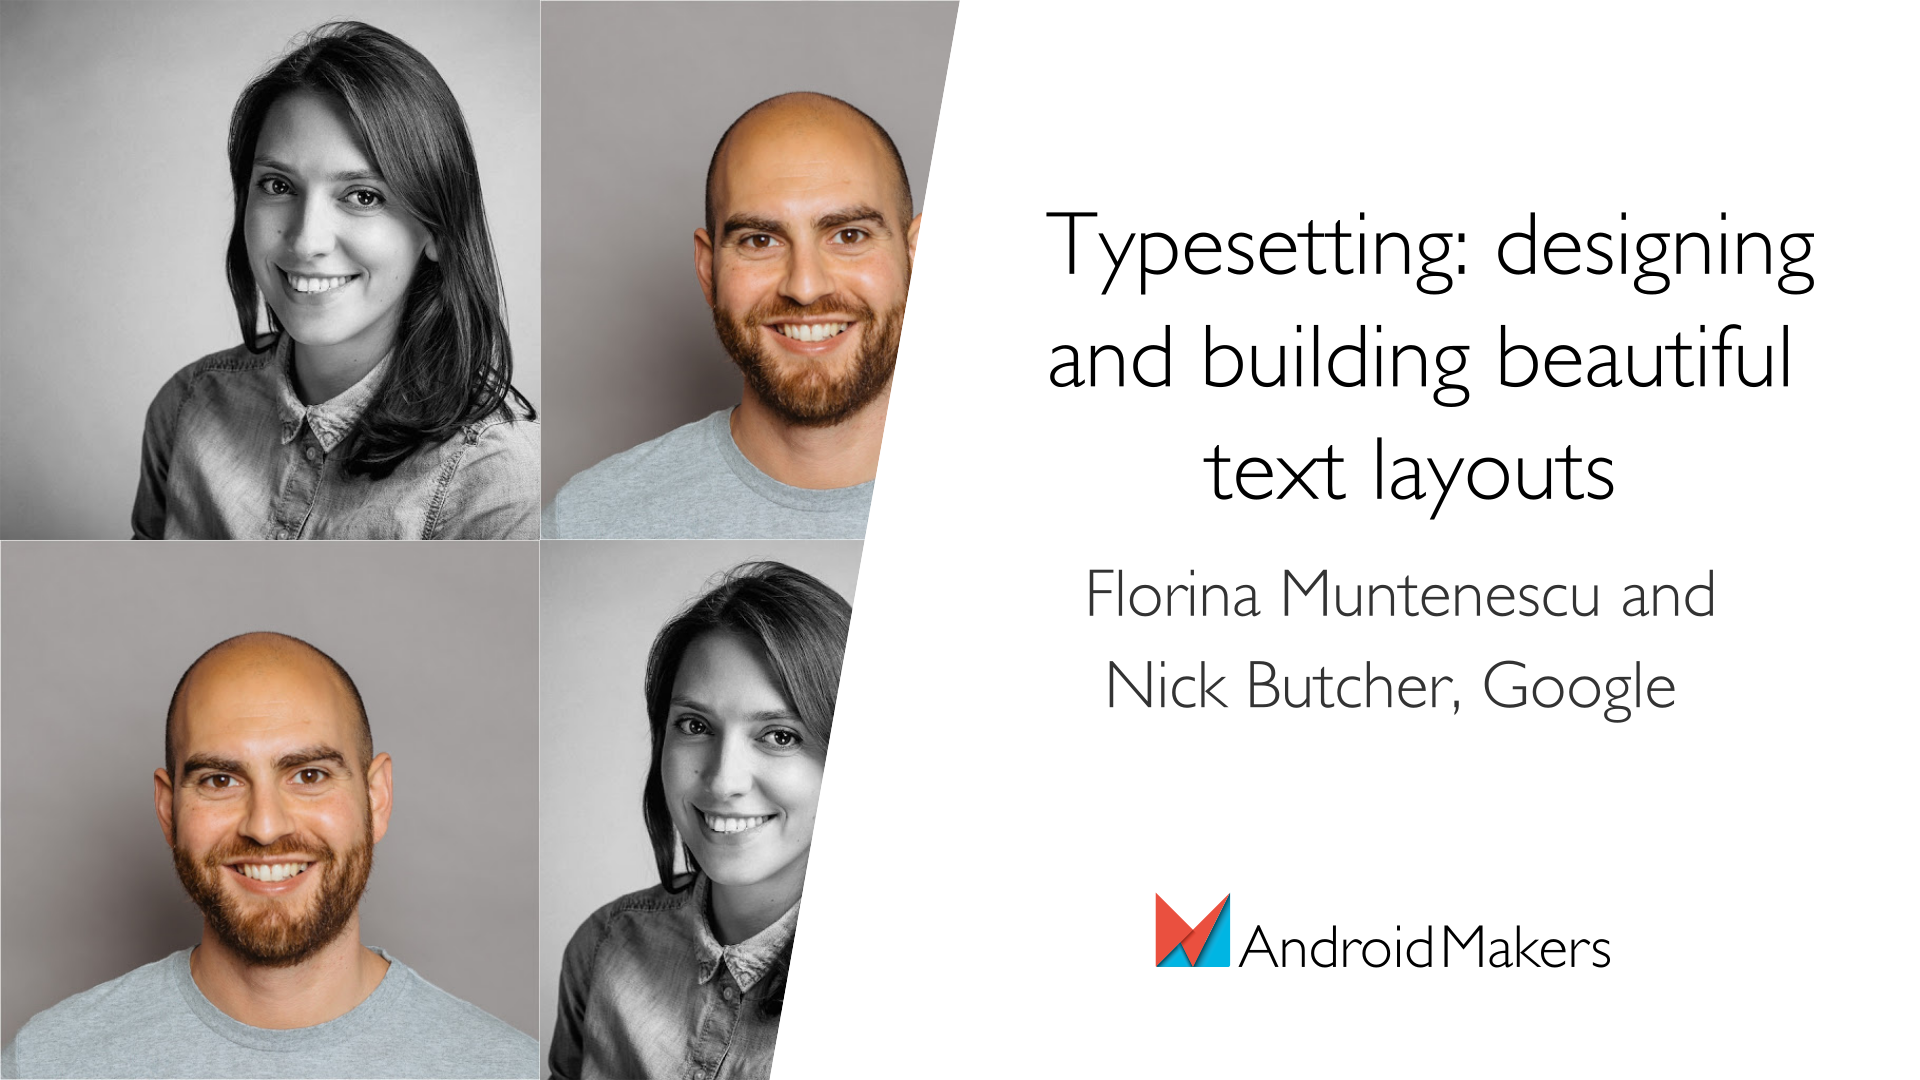 Typesetting: designing
and building beautiful
text layouts
Florina Muntenescu and
Nick Butcher, Google
AndroidMakers